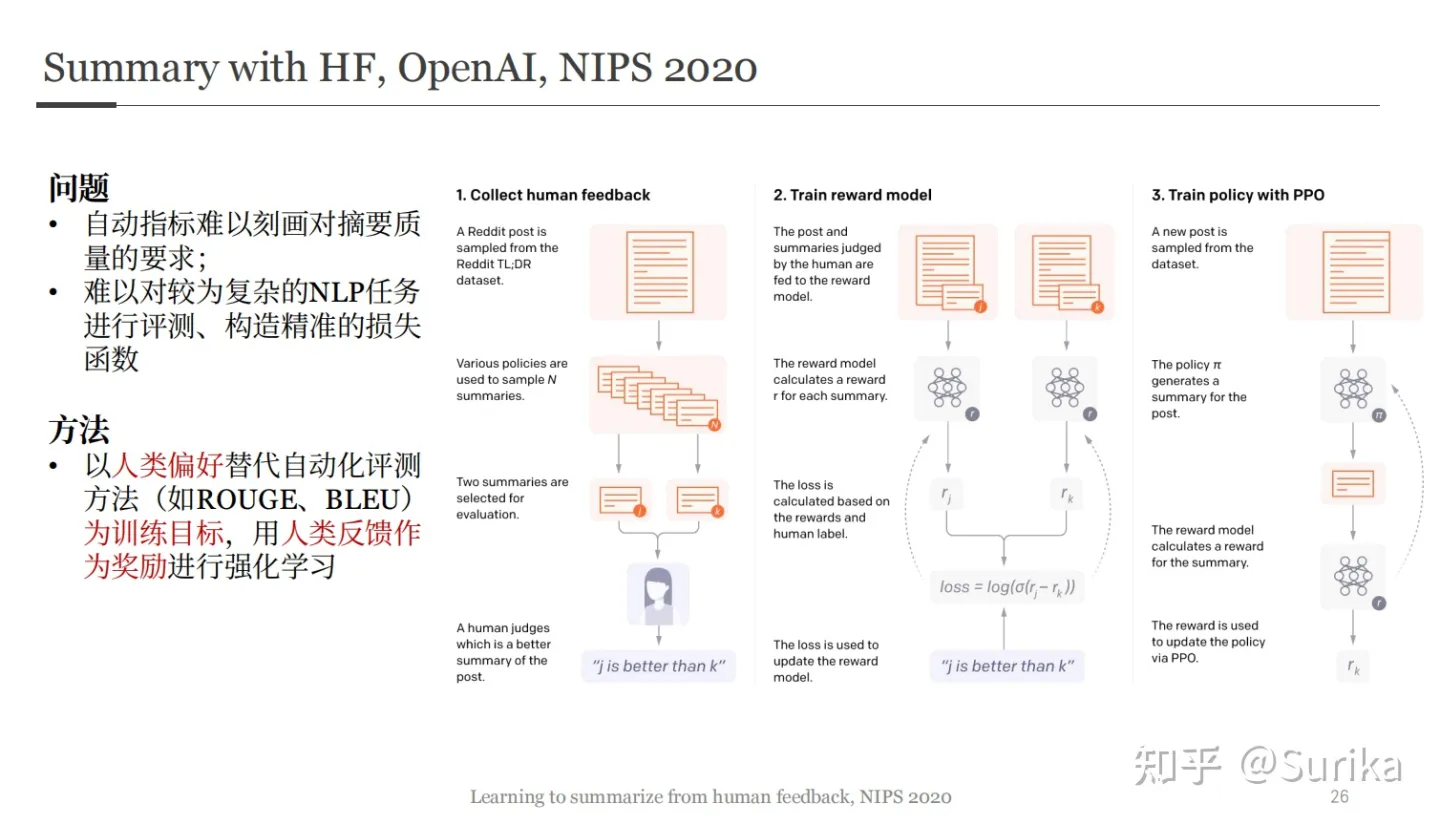 Summary with HF, OpenAI, NIPS 2020
问题
• 自动指标难以刻画对摘要质
量的要求；
• 难以对较为复杂的NLP任务
进行评测、构造精准的损失
函数
方法
• 以人类偏好替代自动化评测
方法（如ROUGE、BLEU）
为训练目标，用人类反馈作
为奖励进行强化学习
1. Collect human feedback
A Reddit post is
sampled from the
Reddit TL;DR
dataset.
Various policies are
used to sample N
summaries.
N
Two summaries are
selected for
evaluation.
j
k
A human judges
which is a better
summary of the
post.
"j is better than k"
2. Train reward model
The post and
summaries judged
by the human are
fed to the reward
model.
j
k
The reward model
calculates a reward
r for each summary.
r
r
The loss is
calculated based on
the rewards and
human label.
rj
rk
loss = log(σ(rj – rk))
The loss is used to
update the reward
model.
"j is better than k"
3. Train policy with PPO
A new post is
sampled from the
dataset.
The policy π
generates a
summary for the
post.
π
The reward model
calculates a reward
for the summary.
r
The reward is used
to update the policy
via PPO.
rk
知乎 @Surika
Learning to summarize from human feedback, NIPS 2020
26